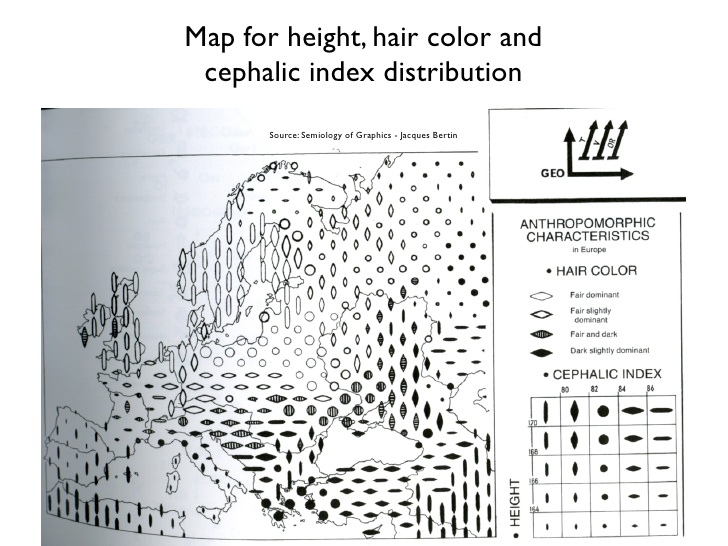 Map for height, hair color and
cephalic index distribution
Source: Semiology of Graphics - Jacques Bertin
T
V
OR
GEO
ANTHROPOMORPHIC
CHARACTERISTICS
in Europe
• HAIR COLOR
Fair dominant
Fair slightly
dominant
Fair and dark
Dark slightly dominant
• CEPHALIC INDEX
80 82 84 86
170
168
166
164
• HEIGHT